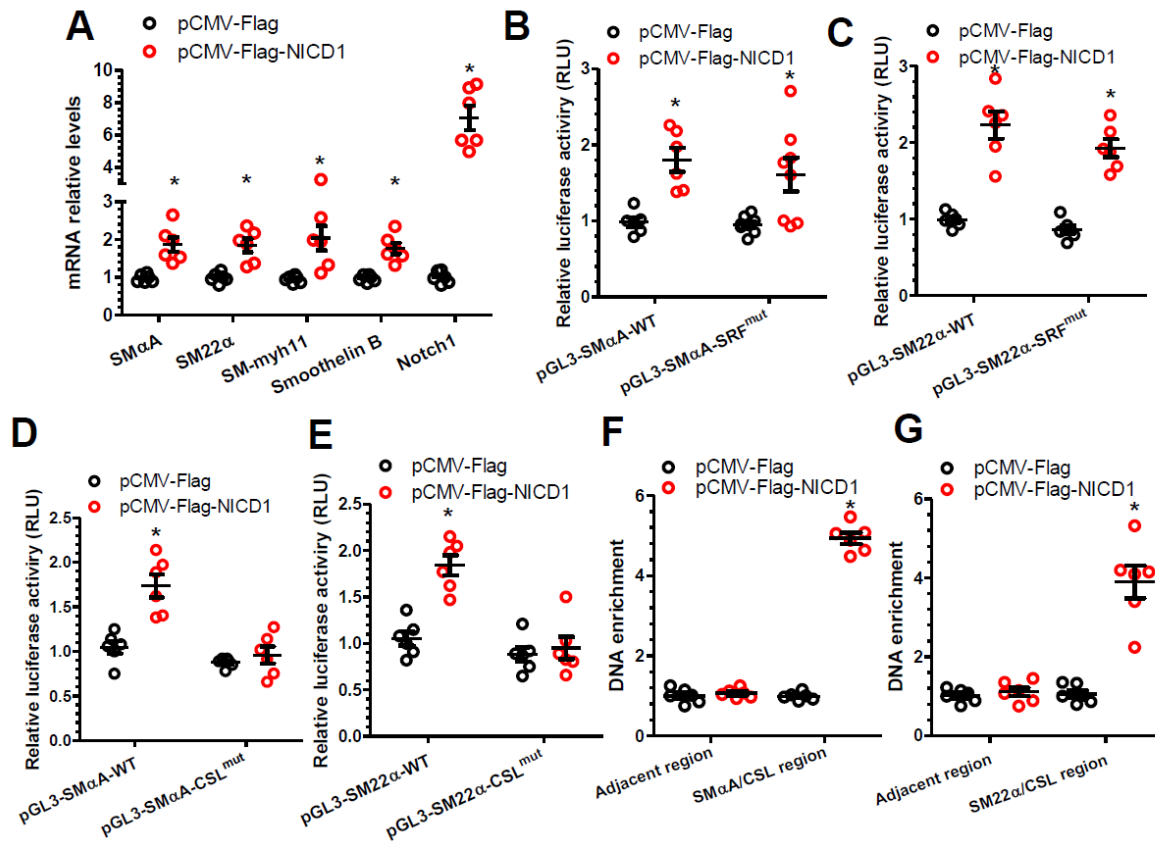 A
pCMV-Flag
pCMV-Flag-NICD1
mRNA relative levels
10
8
6
4
3
2
1
0
*
*
*
*
*
SMαA
SM22α
SM-myh11
Smoothelin B
Notch1
B
pCMV-Flag
pCMV-Flag-NICD1
Relative luciferase activiry (RLU)
3
2
1
0
*
*
pGL3-SMαA-WT
pGL3-SMαA-SRFmut
C
pCMV-Flag
pCMV-Flag-NICD1
Relative luciferase activiry (RLU)
3
2
1
0
*
*
pGL3-SM22α-WT
pGL3-SM22α-SRFmut
D
pCMV-Flag
pCMV-Flag-NICD1
Relative luciferase activiry (RLU)
2.5
2.0
1.5
1.0
0.5
0.0
*
pGL3-SMαA-WT
pGL3-SMαA-CSLmut
E
pCMV-Flag
pCMV-Flag-NICD1
Relative luciferase activiry (RLU)
2.5
2.0
1.5
1.0
0.5
0.0
*
pGL3-SM22α-WT
pGL3-SM22α-CSLmut
F
pCMV-Flag
pCMV-Flag-NICD1
DNA enrichment
6
4
2
0
*
Adjacent region
SMαA/CSL region
G
pCMV-Flag
pCMV-Flag-NICD1
DNA enrichment
6
4
2
0
*
Adjacent region
SM22α/CSL region